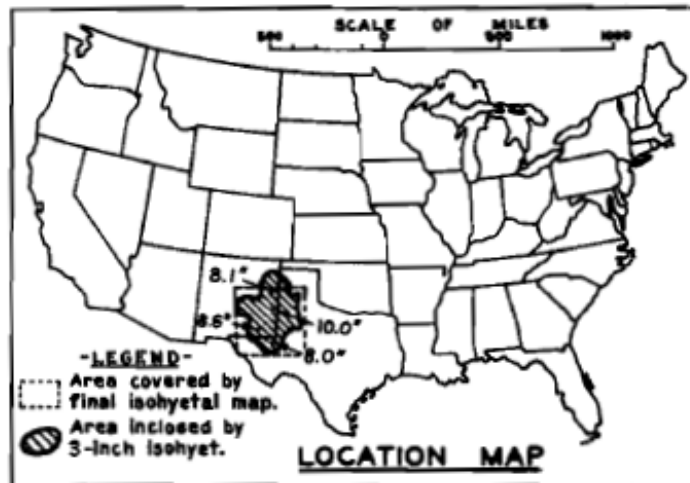 SCALE OF MILES
500 0 500 1000
8.1"
8.6"
10.0"
8.0"
-LEGEND-
Area covered by
final isohyetal map.
Area inclosed by
3-inch isohyet.
LOCATION MAP